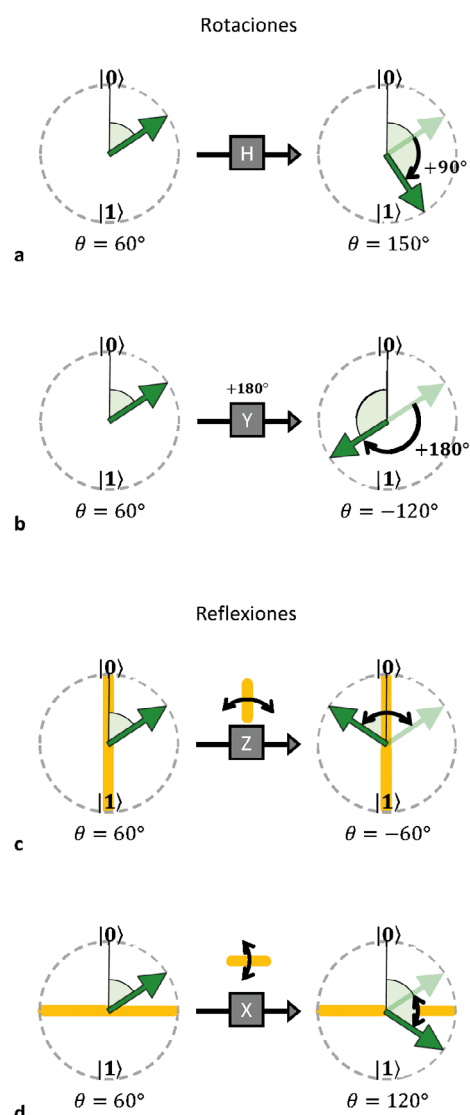 Rotaciones
|0⟩ |0⟩
H
+90°
|1⟩ |1⟩
a
θ = 60° θ = 150°
|0⟩ |0⟩
+180°
Y
+180°
|1⟩ |1⟩
b
θ = 60° θ = −120°
Reflexiones
|0⟩ |0⟩
Z
|1⟩ |1⟩
c
θ = 60° θ = −60°
|0⟩ |0⟩
X
|1⟩ |1⟩
d
θ = 60° θ = 120°